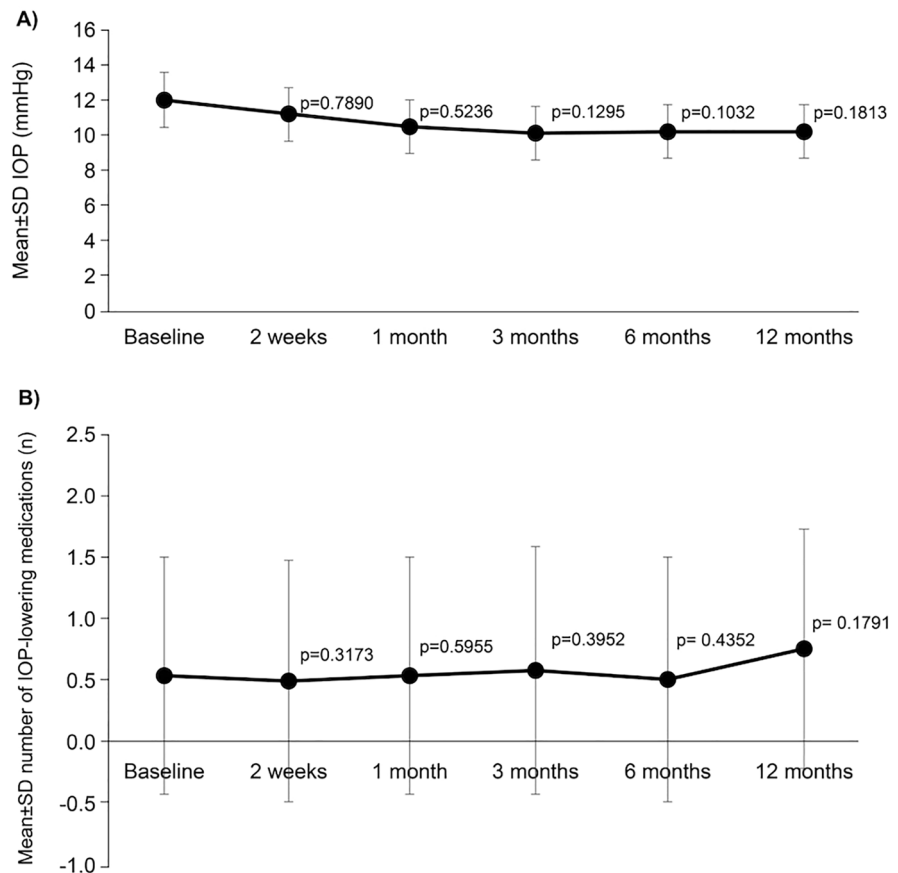 A)
Mean±SD IOP (mmHg)
16
14
12
10
8
6
4
2
0
p=0.7890
p=0.5236
p=0.1295
p=0.1032
p=0.1813
Baseline
2 weeks
1 month
3 months
6 months
12 months
B)
Mean±SD number of IOP-lowering medications (n)
2.5
2.0
1.5
1.0
0.5
0.0
-0.5
-1.0
p=0.3173
p=0.5955
p=0.3952
p= 0.4352
p= 0.1791
Baseline
2 weeks
1 month
3 months
6 months
12 months